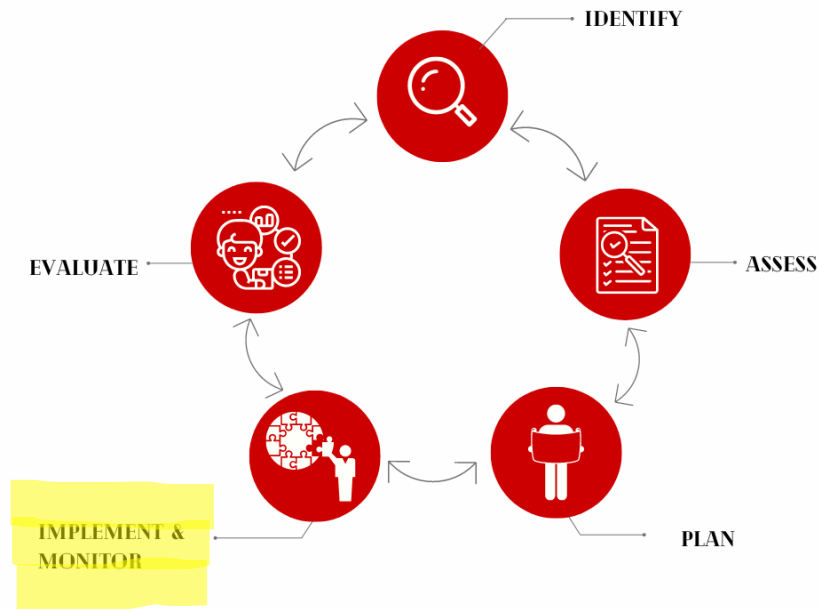 IDENTIFY
ASSESS
EVALUATE
IMPLEMENT &
MONITOR
PLAN